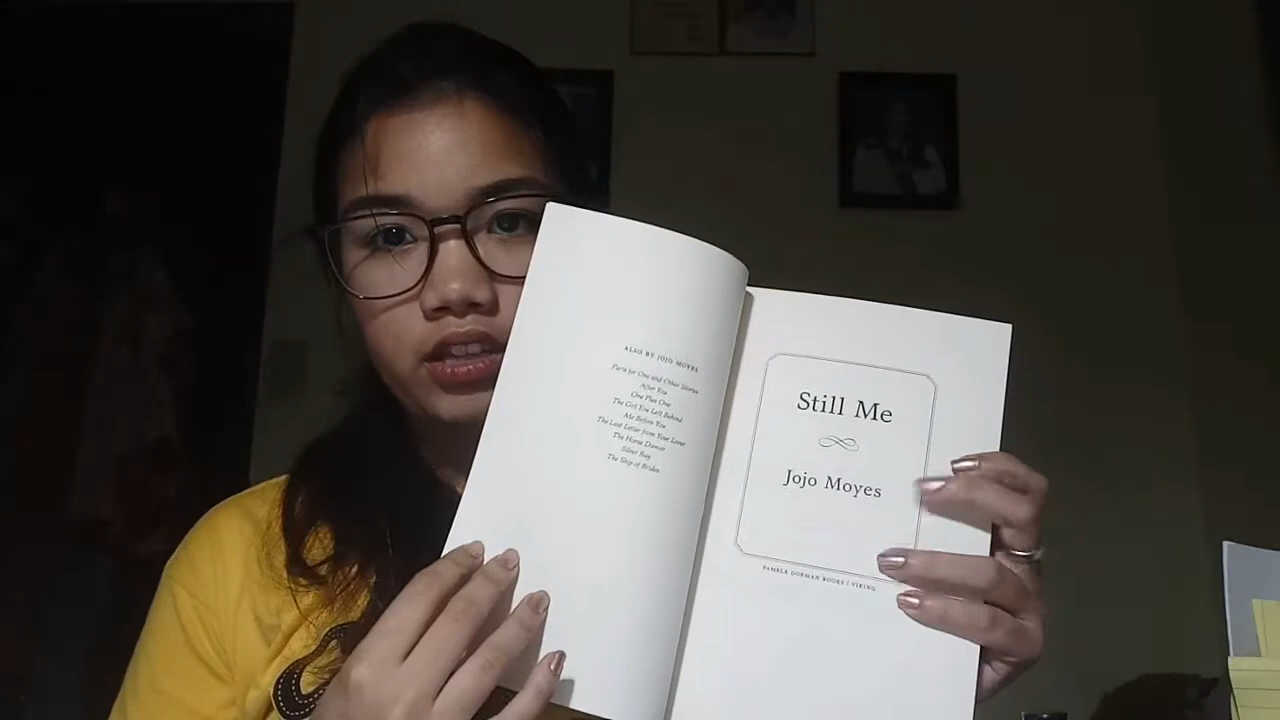 ALSO BY JOJO MOYES
Paris for One and Other Stories
After You
One Plus One
The Girl You Left Behind
Me Before You
The Last Letter from Your Lover
The Horse Dancer
Silver Bay
The Ship of Brides
Still Me
Jojo Moyes
PAMELA DORMAN BOOKS / VIKING